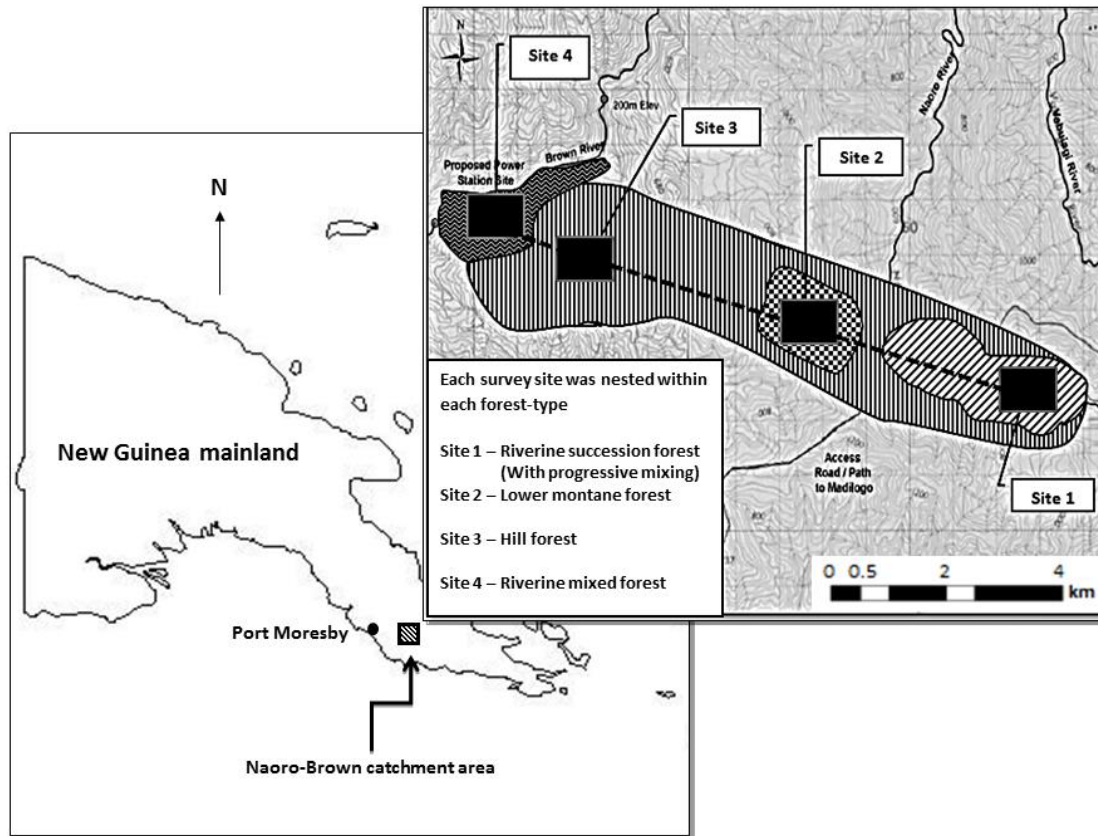 N
New Guinea mainland
Port Moresby
Naoro-Brown catchment area
N
Site 4
Site 3
Site 2
Site 1
200m Elev
Brown River
Proposed Power
Station Site
Naoro River
Vabuiagi River
Access
Road / Path
to Madilogo
Each survey site was nested within
each forest-type
Site 1 – Riverine succession forest
(With progressive mixing)
Site 2 – Lower montane forest
Site 3 – Hill forest
Site 4 – Riverine mixed forest
0 0.5 2 4
km